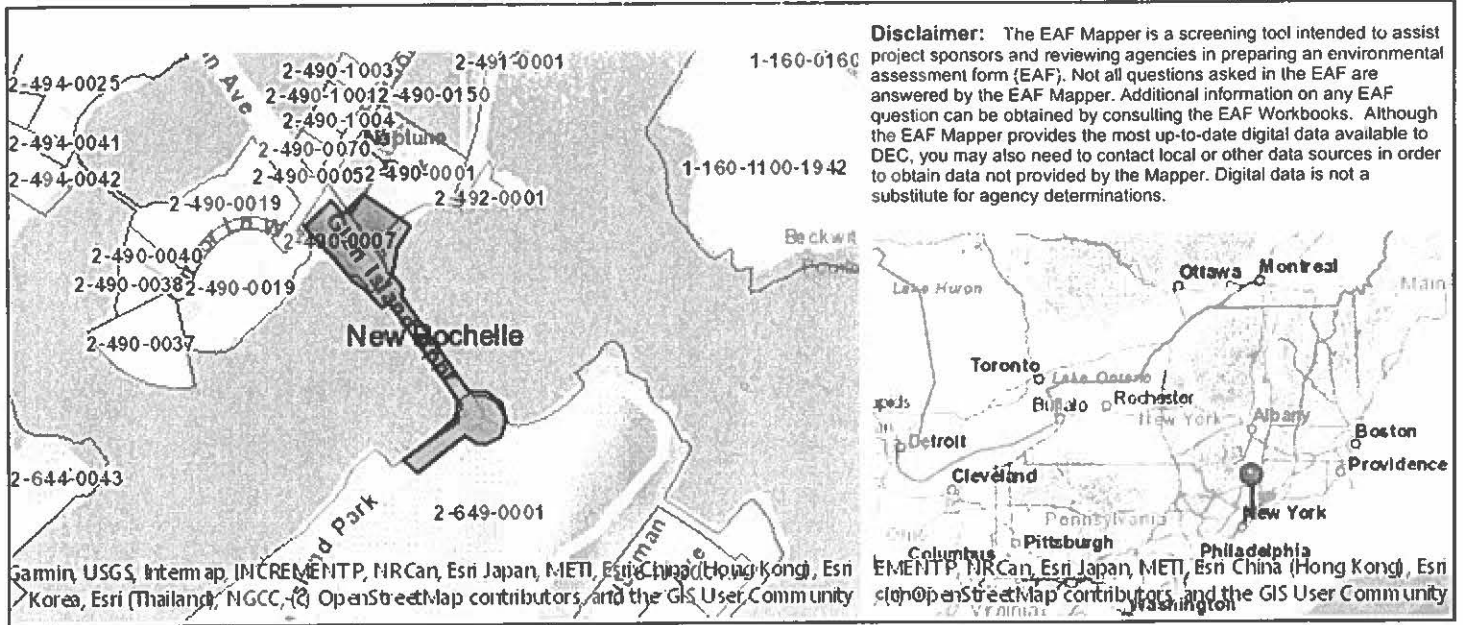 Disclaimer: The EAF Mapper is a screening tool intended to assist
project sponsors and reviewing agencies in preparing an environmental
assessment form (EAF). Not all questions asked in the EAF are
answered by the EAF Mapper. Additional information on any EAF
question can be obtained by consulting the EAF Workbooks. Although
the EAF Mapper provides the most up-to-date digital data available to
DEC, you may also need to contact local or other data sources in order
to obtain data not provided by the Mapper. Digital data is not a
substitute for agency determinations.
2-494-0025
n Ave
2-490-1003
2-491-0001
1-160-0160
2-490-1001
2-490-0150
2-490-1004
2-494-0041
Neptune
2-490-0070
2-494-0042
2-490-0005
2-490-0001
1-160-1100-1942
2-490-0019
2-492-0001
Glen Island
2-490-0007
Beckwit
2-490-0040
2-490-0038
2-490-0019
New Rochelle
2-490-0037
2-644-0043
2-649-0001
nd Park
Garmin, USGS, Intermap, INCREMENT P, NRCan, Esri Japan, METI, Esri China (Hong Kong), Esri
Korea, Esri (Thailand), NGCC, (c) OpenStreetMap contributors, and the GIS User Community
Ottawa
Montreal
Lake Huron
Main
Toronto
Lake Ontario
apids
Buffalo
Rochester
New York
Albany
Detroit
Boston
Providence
Cleveland
New York
Pennsylvania
Columbus
Pittsburgh
Philadelphia
EMENT P, NRCan, Esri Japan, METI, Esri China (Hong Kong), Esri
(c) OpenStreetMap contributors, and the GIS User Community
Washington